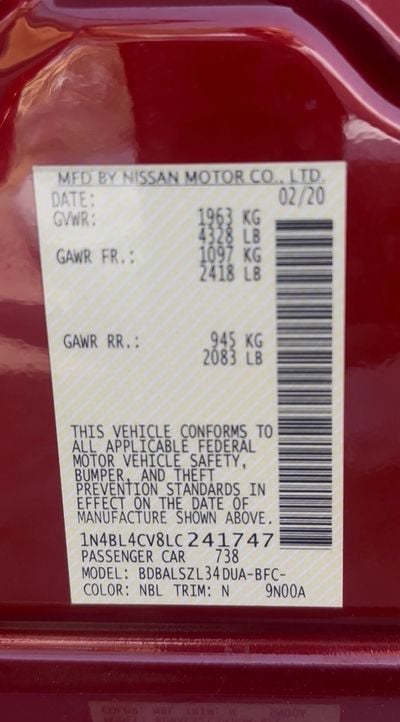 MFD BY NISSAN MOTOR CO., LTD.
DATE: 02/20
GVWR: 1963 KG
4328 LB
GAWR FR.: 1097 KG
2418 LB
GAWR RR.: 945 KG
2083 LB
THIS VEHICLE CONFORMS TO
ALL APPLICABLE FEDERAL
MOTOR VEHICLE SAFETY,
BUMPER, AND THEFT
PREVENTION STANDARDS IN
EFFECT ON THE DATE OF
MANUFACTURE SHOWN ABOVE.
1N4BL4CV8LC241747
PASSENGER CAR 738
MODEL: BDBALSZL34DUA-BFC-
COLOR: NBL TRIM: N 9N00A